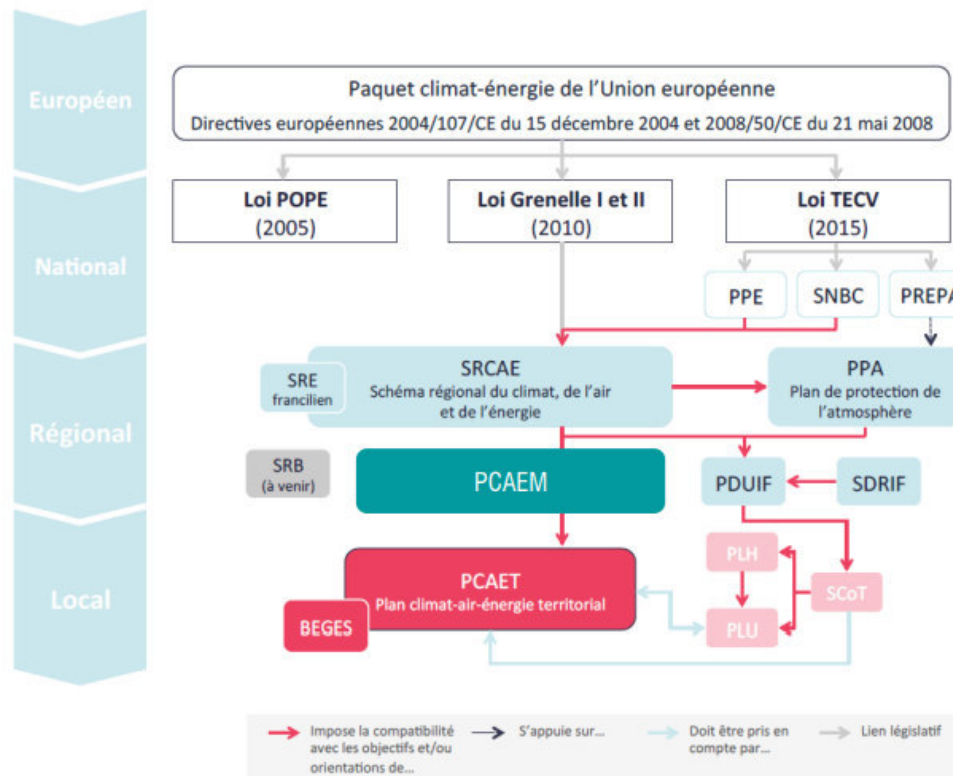 Européen
Paquet climat-énergie de l'Union européenne
Directives européennes 2004/107/CE du 15 décembre 2004 et 2008/50/CE du 21 mai 2008
National
Loi POPE
(2005)
Loi Grenelle I et II
(2010)
Loi TECV
(2015)
PPE
SNBC
PREPA
Régional
SRE
francilien
SRCAE
Schéma régional du climat, de l'air
et de l'énergie
PPA
Plan de protection de
l'atmosphère
SRB
(à venir)
PCAEM
PDUIF
SDRIF
Local
PCAET
Plan climat-air-énergie territorial
BEGES
PLH
SCoT
PLU
Impose la compatibilité
avec les objectifs et/ou
orientations de...
S'appuie sur...
Doit être pris en
compte par...
Lien législatif